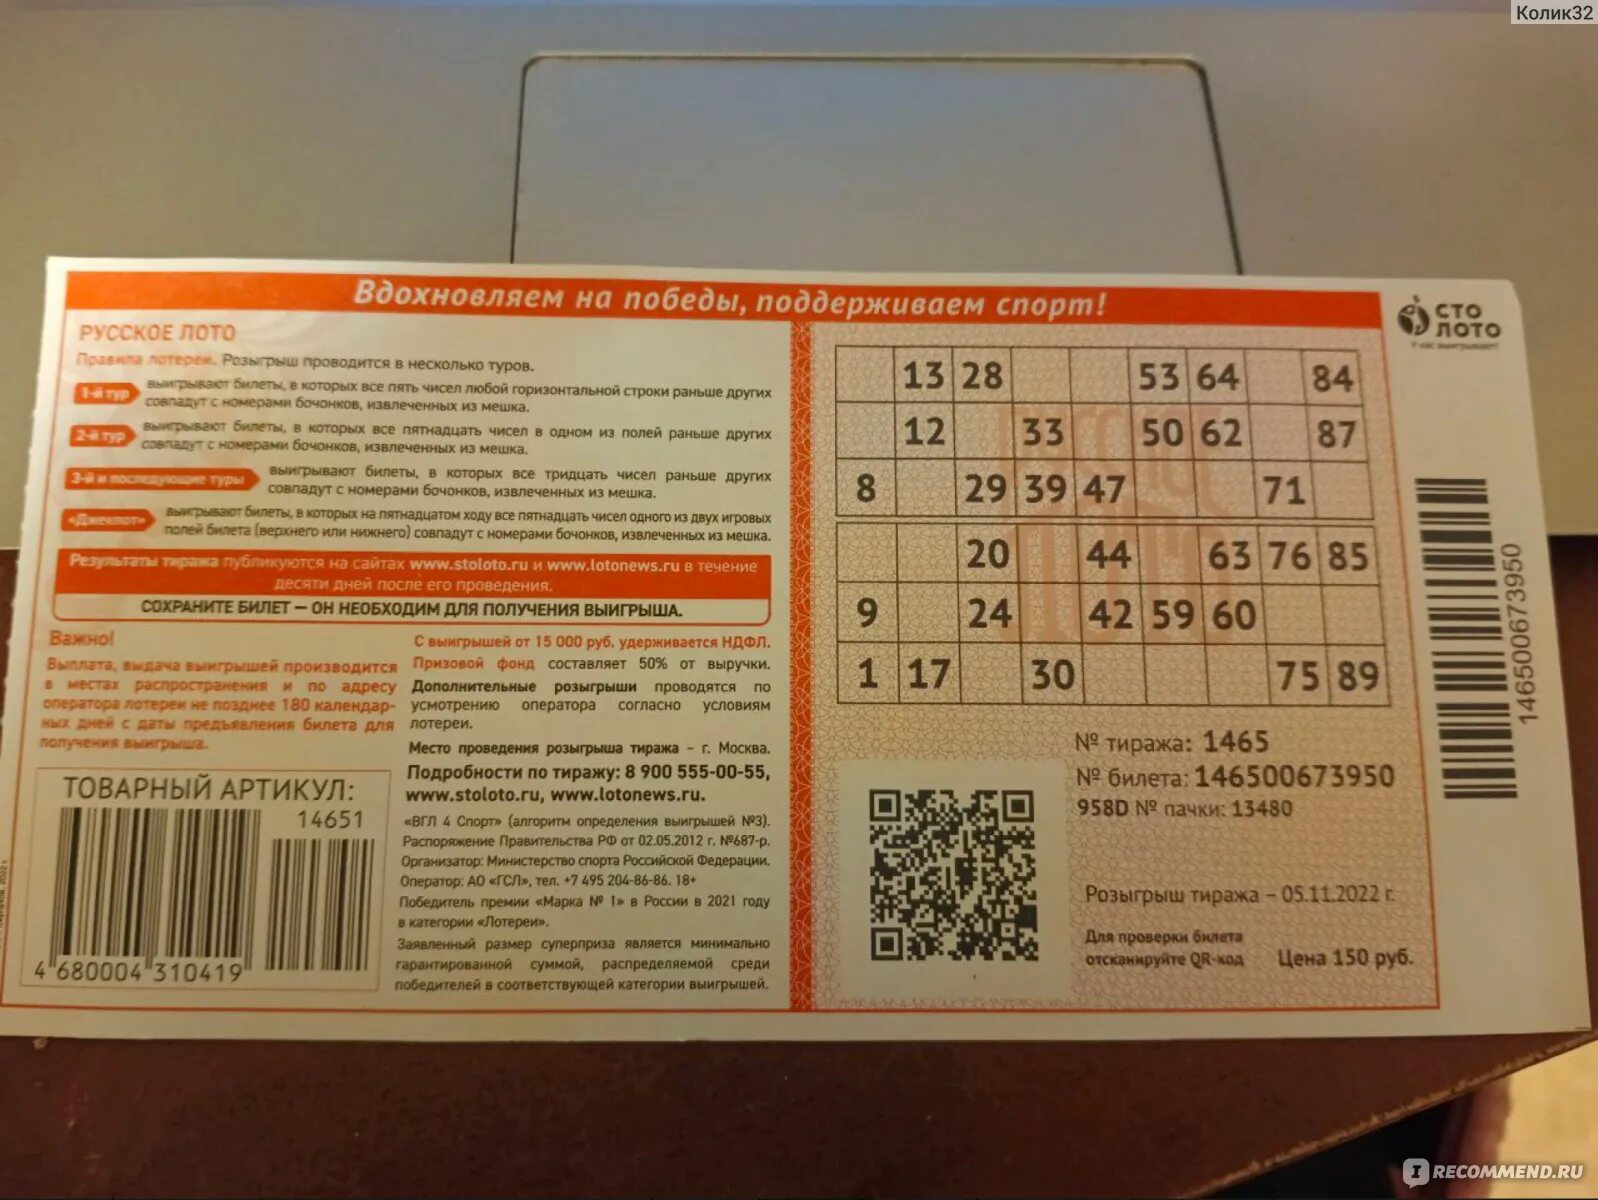 Колик32
Вдохновляем на победы, поддерживаем спорт!
РУССКОЕ ЛОТО
Правила лотереи. Розыгрыш проводится в несколько туров.
1-й тур выигрывают билеты, в которых все пять чисел любой горизонтальной строки раньше других
совпадут с номерами бочонков, извлеченных из мешка.
2-й тур выигрывают билеты, в которых все пятнадцать чисел в одном из полей раньше других
совпадут с номерами бочонков, извлеченных из мешка.
3-й и последующие туры выигрывают билеты, в которых все тридцать чисел раньше других
совпадут с номерами бочонков, извлеченных из мешка.
«Джекпот» выигрывают билеты, в которых на пятнадцатом ходу все пятнадцать чисел одного из двух игровых
полей билета (верхнего или нижнего) совпадут с номерами бочонков, извлеченных из мешка.
Результаты тиража публикуются на сайтах www.stoloto.ru и www.lotonews.ru в течение
десяти дней после его проведения.
СОХРАНИТЕ БИЛЕТ — ОН НЕОБХОДИМ ДЛЯ ПОЛУЧЕНИЯ ВЫИГРЫША.
Важно!
Выплата, выдача выигрышей производится
в местах распространения и по адресу
оператора лотереи не позднее 180 календар-
ных дней с даты предъявления билета для
получения выигрыша.
ТОВАРНЫЙ АРТИКУЛ:
14651
4 680004 310419
С выигрышей от 15 000 руб. удерживается НДФЛ.
Призовой фонд составляет 50% от выручки.
Дополнительные розыгрыши проводятся по
усмотрению оператора согласно условиям
лотереи.
Место проведения розыгрыша тиража – г. Москва.
Подробности по тиражу: 8 900 555-00-55,
www.stoloto.ru, www.lotonews.ru.
«ВГЛ 4 Спорт» (алгоритм определения выигрышей №3).
Распоряжение Правительства РФ от 02.05.2012 г. №687-р.
Организатор: Министерство спорта Российской Федерации.
Оператор: АО «ГСЛ», тел. +7 495 204-86-86. 18+
Победитель премии «Марка № 1» в России в 2021 году
в категории «Лотереи».
Заявленный размер суперприза является минимально
гарантированной суммой, распределяемой среди
победителей в соответствующей категории выигрышей.
13 28 53 64 84
12 33 50 62 87
8 29 39 47 71
20 44 63 76 85
9 24 42 59 60
1 17 30 75 89
№ тиража: 1465
№ билета: 146500673950
958D № пачки: 13480
Розыгрыш тиража – 05.11.2022 г.
Для проверки билета
отсканируйте QR-код
Цена 150 руб.
СТО
ЛОТО
У нас выигрывают!
146500673950
IRECOMMEND.RU